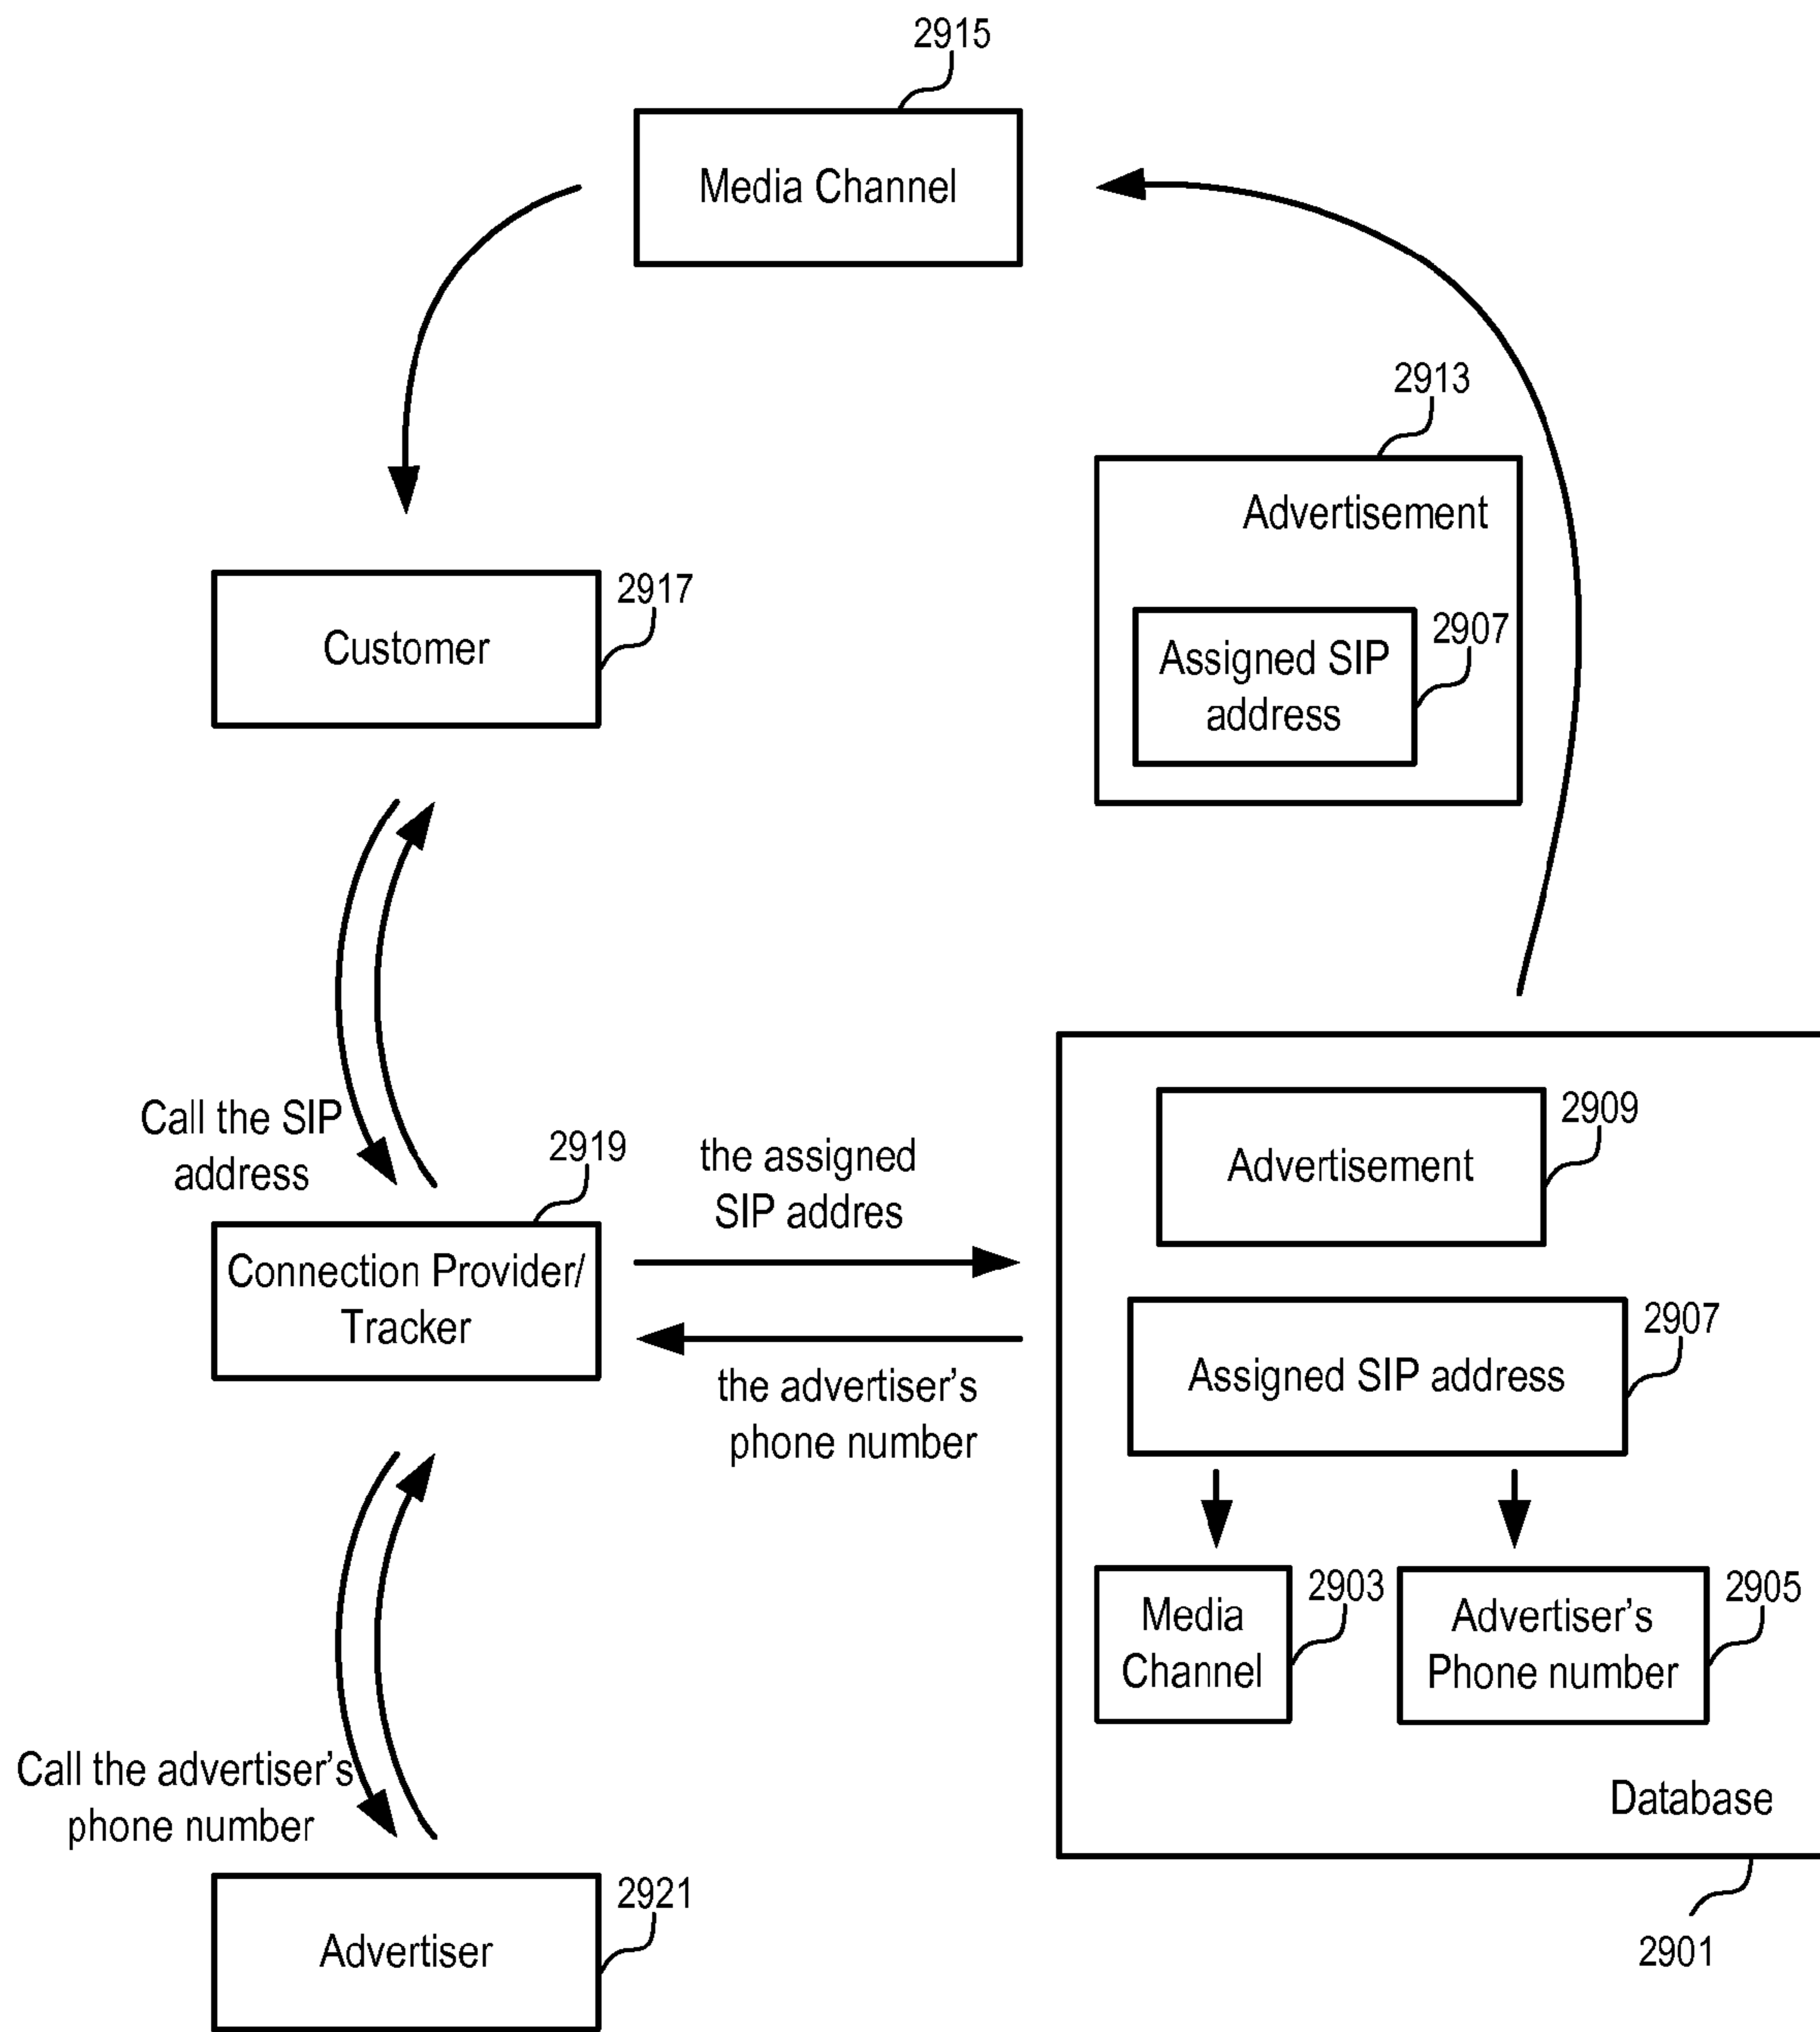 2915
Media Channel
2913
Advertisement
2917
Customer
2907
Assigned SIP
address
Call the SIP
address
2919
Connection Provider/
Tracker
the assigned
SIP addres
the advertiser's
phone number
2909
Advertisement
2907
Assigned SIP address
2903
Media
Channel
2905
Advertiser's
Phone number
Database
2901
Call the advertiser's
phone number
2921
Advertiser